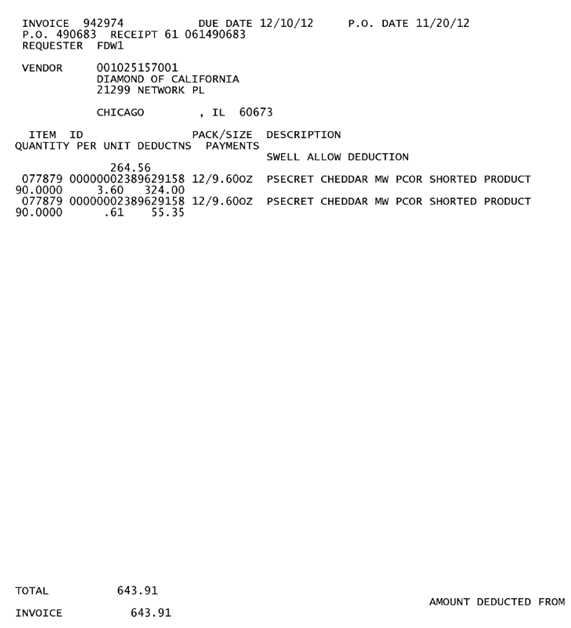 INVOICE 942974 DUE DATE 12/10/12 P.O. DATE 11/20/12
P.O. 490683 RECEIPT 61 061490683
REQUESTER FDW1
VENDOR 001025157001
DIAMOND OF CALIFORNIA
21299 NETWORK PL
CHICAGO , IL 60673
ITEM ID PACK/SIZE DESCRIPTION
QUANTITY PER UNIT DEDUCTNS PAYMENTS
SWELL ALLOW DEDUCTION
264.56
077879 00000002389629158 12/9.60OZ PSECRET CHEDDAR MW PCOR SHORTED PRODUCT
90.0000 3.60 324.00
077879 00000002389629158 12/9.60OZ PSECRET CHEDDAR MW PCOR SHORTED PRODUCT
90.0000 .61 55.35
TOTAL 643.91
AMOUNT DEDUCTED FROM
INVOICE 643.91